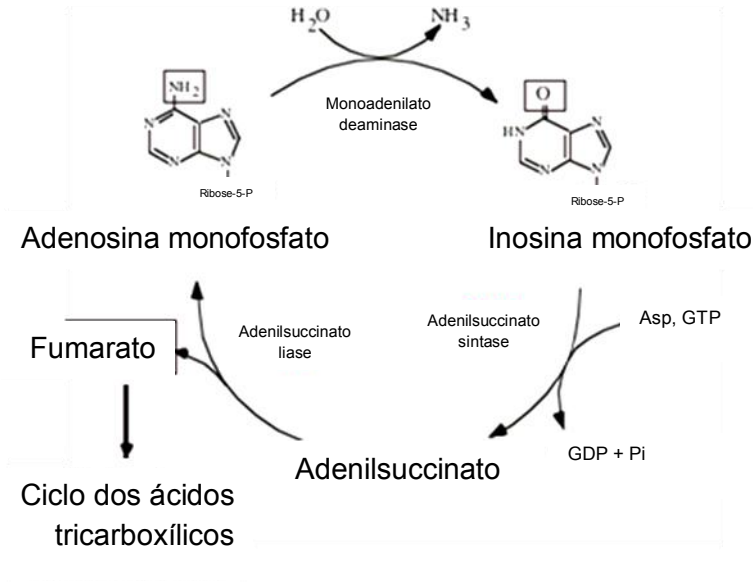 H₂O
NH₃
NH₂
N
N
N
N
Ribose-5-P
Monoadenilato
deaminase
O
HN
N
N
N
Ribose-5-P
Adenosina monofosfato
Inosina monofosfato
Fumarato
Adenilsuccinato
liase
Adenilsuccinato
sintase
Asp, GTP
Adenilsuccinato
GDP + Pi
Ciclo dos ácidos
tricarboxílicos